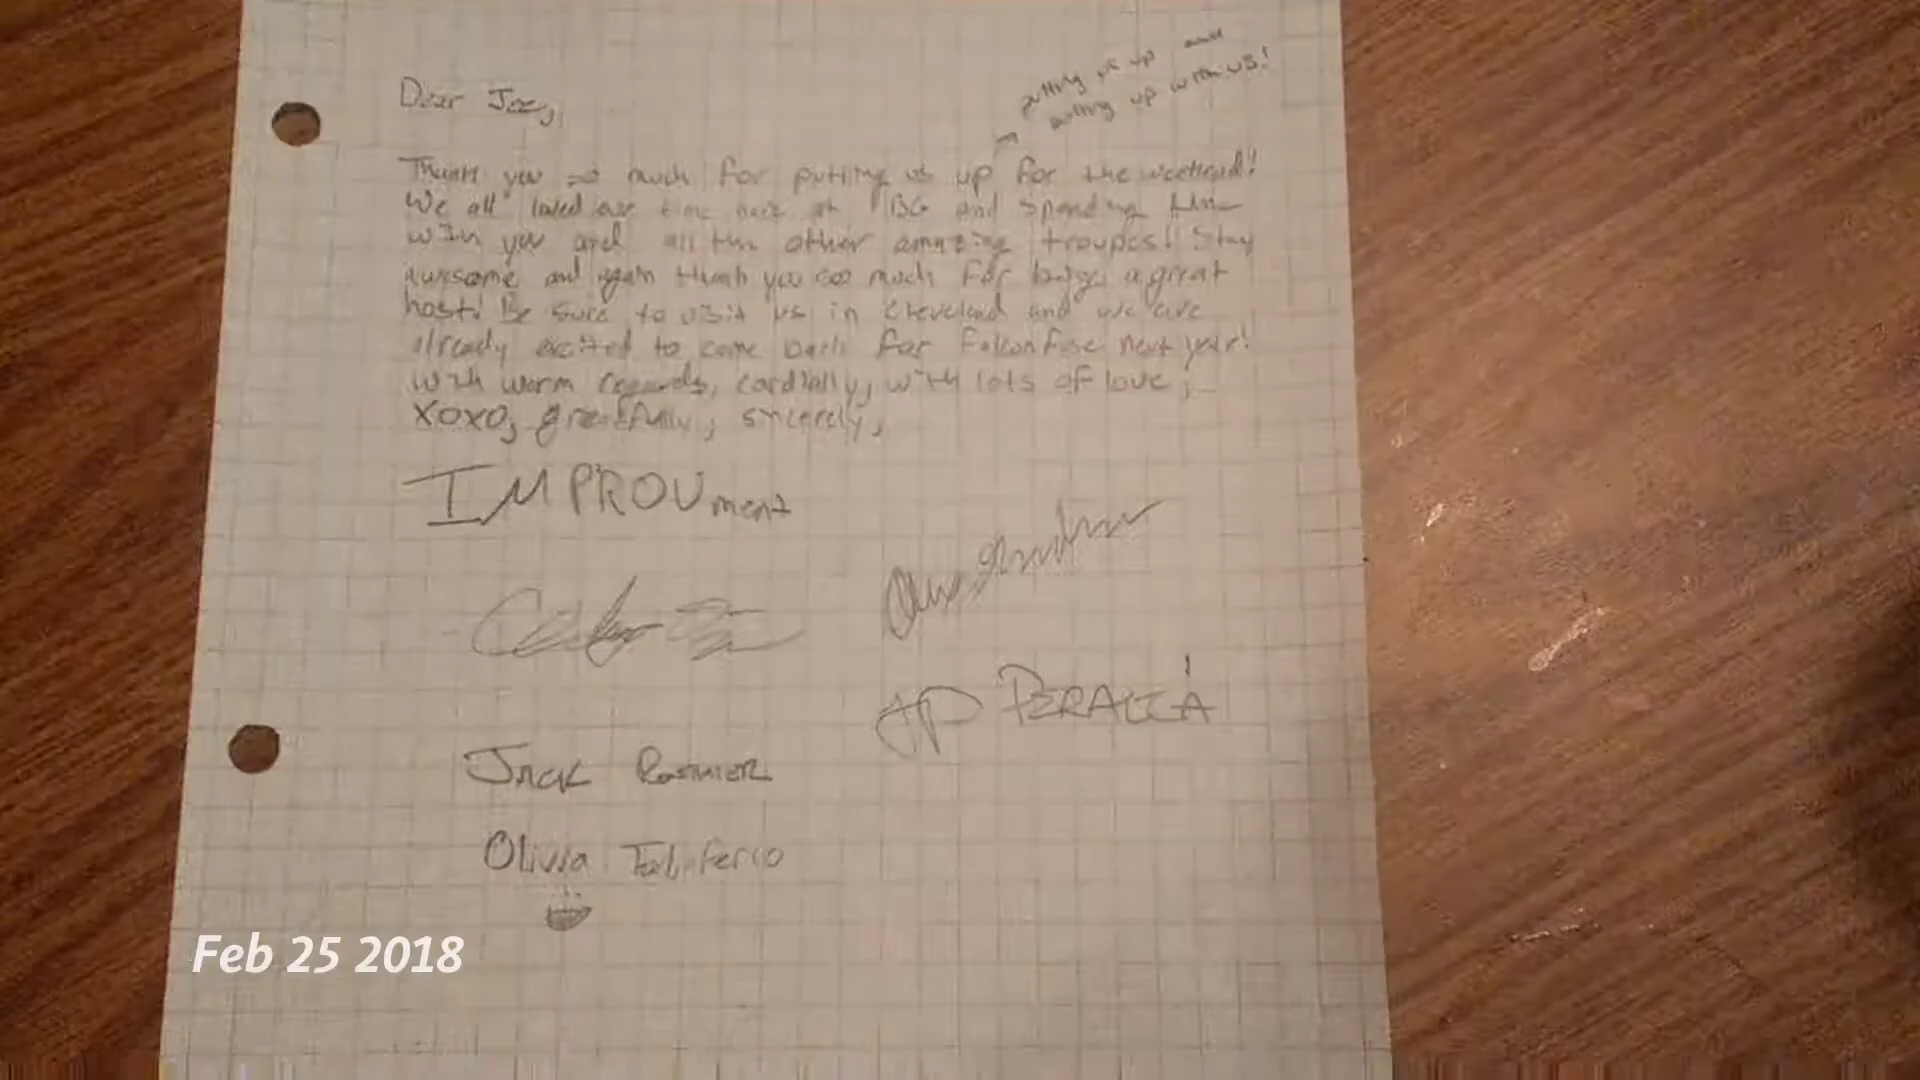 Dear Joe,
putting us up and
putting up with us!
Thank you so much for putting us up for the weekend!
We all loved our time here at BG and spending time
with you and all the other amazing troupes! Stay
awesome and again thank you so much for being a great
host! Be sure to visit us in Cleveland and we are
already excited to come back for Falcon Fise next year!
with warm regards, cordially, with lots of love,
XOXO, gratefully, sincerely,
IMPROVment
JP PERALTA
Jack
Olivia Taliaferro
Feb 25 2018